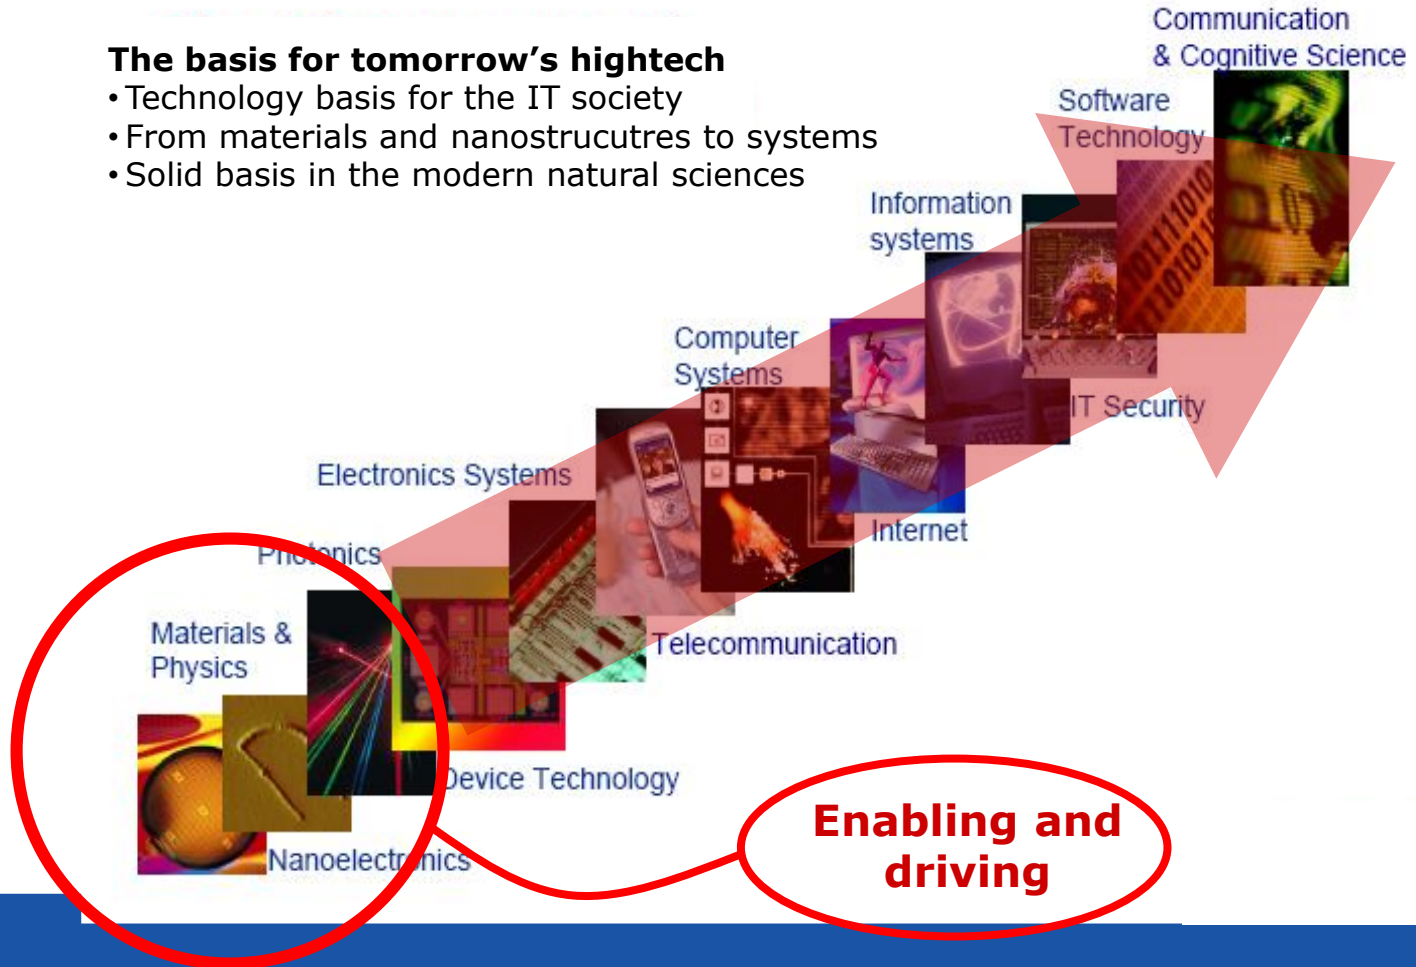 The basis for tomorrow’s hightech
• Technology basis for the IT society
• From materials and nanostrucutres to systems
• Solid basis in the modern natural sciences
Communication
& Cognitive Science
Software
Technology
Information
systems
IT Security
Computer
Systems
Internet
Electronics Systems
Telecommunication
Photonics
Device Technology
Materials &
Physics
Nanoelectronics
Enabling and
driving